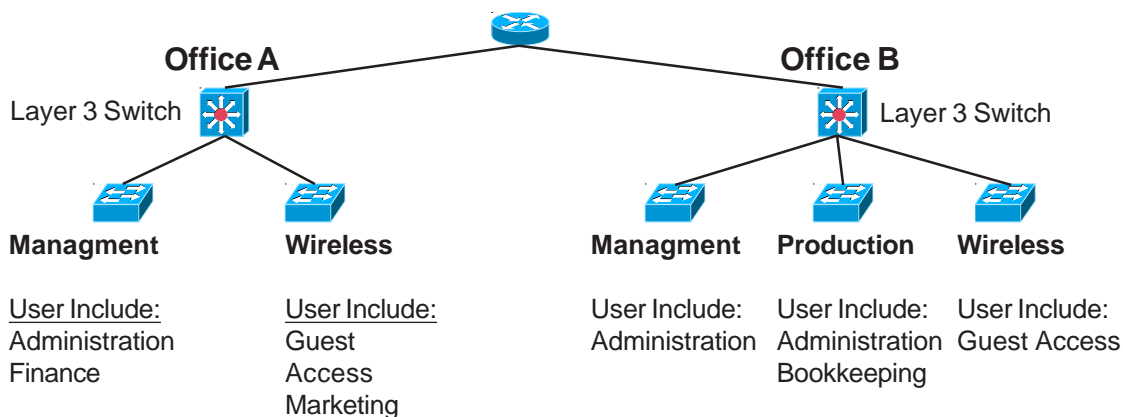 Office A
Office B
Layer 3 Switch
Layer 3 Switch
Managment
Wireless
Managment
Production
Wireless
User Include:
Administration
Finance
User Include:
Guest
Access
Marketing
User Include:
Administration
User Include:
Administration
Bookkeeping
User Include:
Guest Access